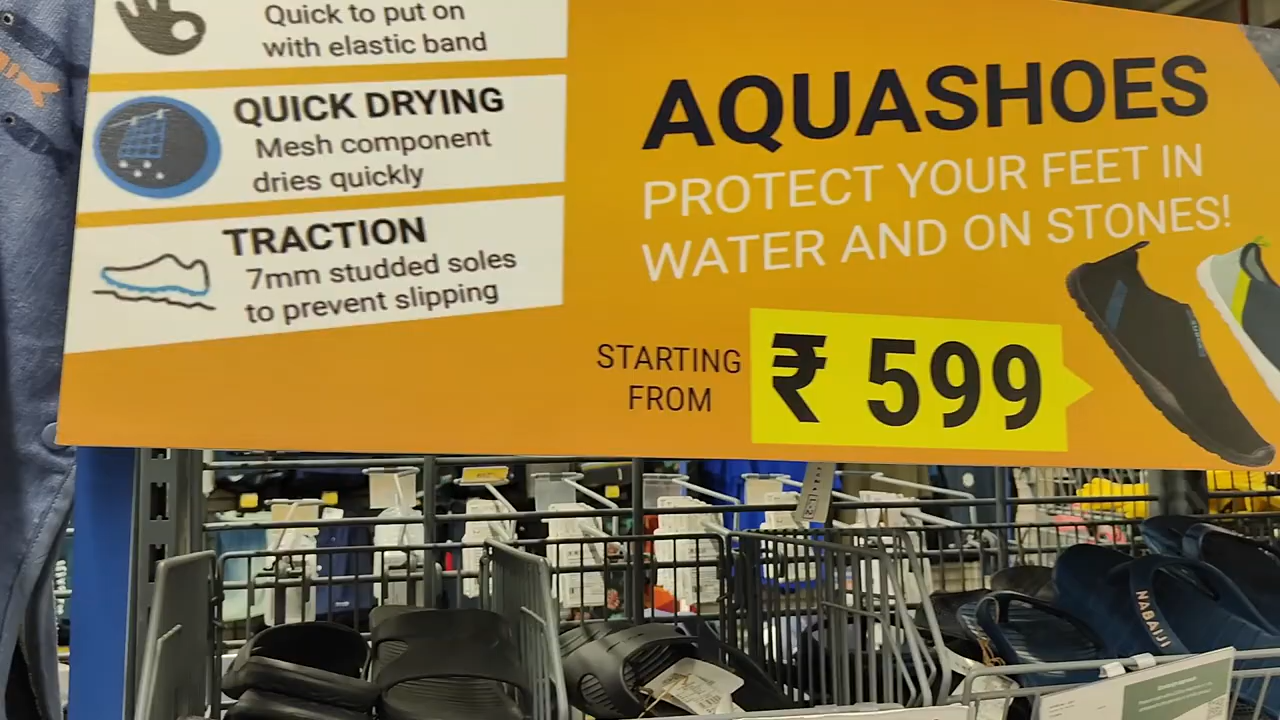 Quick to put on
with elastic band
QUICK DRYING
Mesh component
dries quickly
TRACTION
7mm studded soles
to prevent slipping
AQUASHOES
PROTECT YOUR FEET IN
WATER AND ON STONES!
STARTING
FROM
₹ 599
NABAIJI